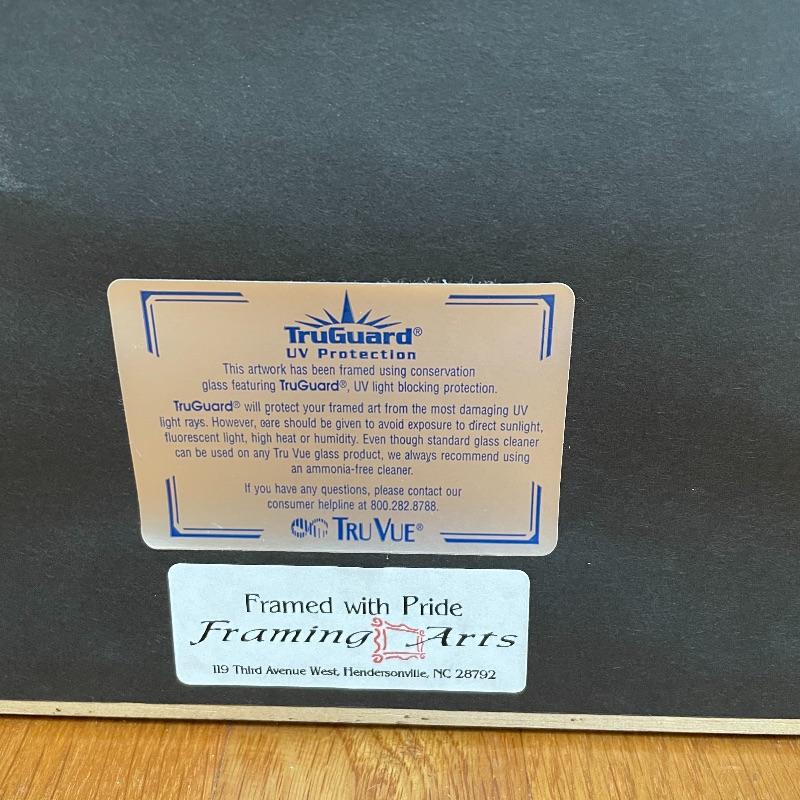 TruGuard®
UV Protection
This artwork has been framed using conservation
glass featuring TruGuard®, UV light blocking protection.
TruGuard® will protect your framed art from the most damaging UV
light rays. However, care should be given to avoid exposure to direct sunlight,
fluorescent light, high heat or humidity. Even though standard glass cleaner
can be used on any Tru Vue glass product, we always recommend using
an ammonia-free cleaner.
If you have any questions, please contact our
consumer helpline at 800.282.8788.
TRU VUE®
Framed with Pride
Framing Arts
119 Third Avenue West, Hendersonville, NC 28792